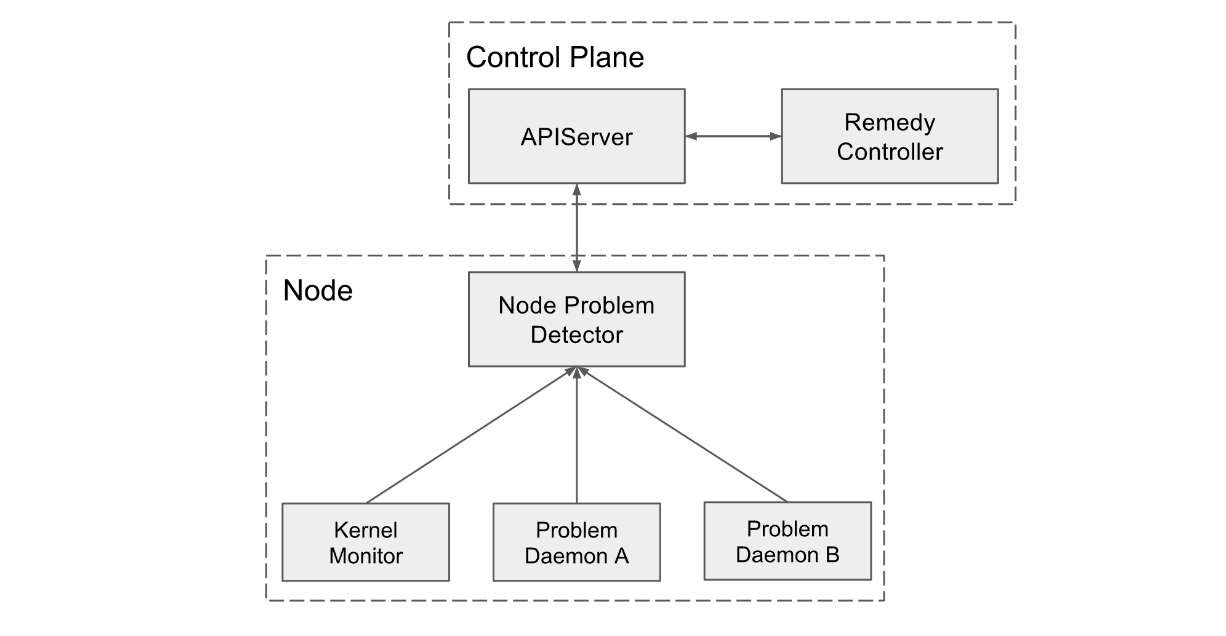 Control Plane
APIServer
Remedy
Controller
Node
Node Problem
Detector
Kernel
Monitor
Problem
Daemon A
Problem
Daemon B